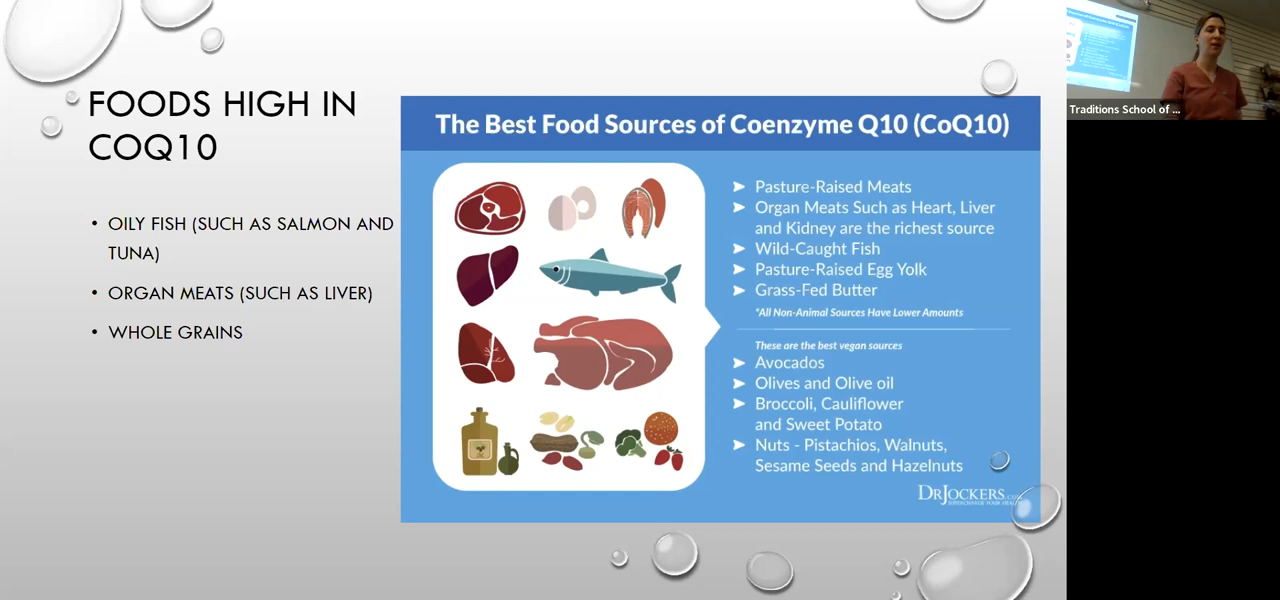 FOODS HIGH IN
COQ10
• OILY FISH (SUCH AS SALMON AND
TUNA)
• ORGAN MEATS (SUCH AS LIVER)
• WHOLE GRAINS
The Best Food Sources of Coenzyme Q10 (CoQ10)
➤ Pasture-Raised Meats
➤ Organ Meats Such as Heart, Liver
and Kidney are the richest source
➤ Wild-Caught Fish
➤ Pasture-Raised Egg Yolk
➤ Grass-Fed Butter
*All Non-Animal Sources Have Lower Amounts
These are the best vegan sources
➤ Avocados
➤ Olives and Olive oil
➤ Broccoli, Cauliflower
and Sweet Potato
➤ Nuts - Pistachios, Walnuts,
Sesame Seeds and Hazelnuts
DRJOCKERS.COM
SUPERCHARGE YOUR HEALTH
Traditions School of ...